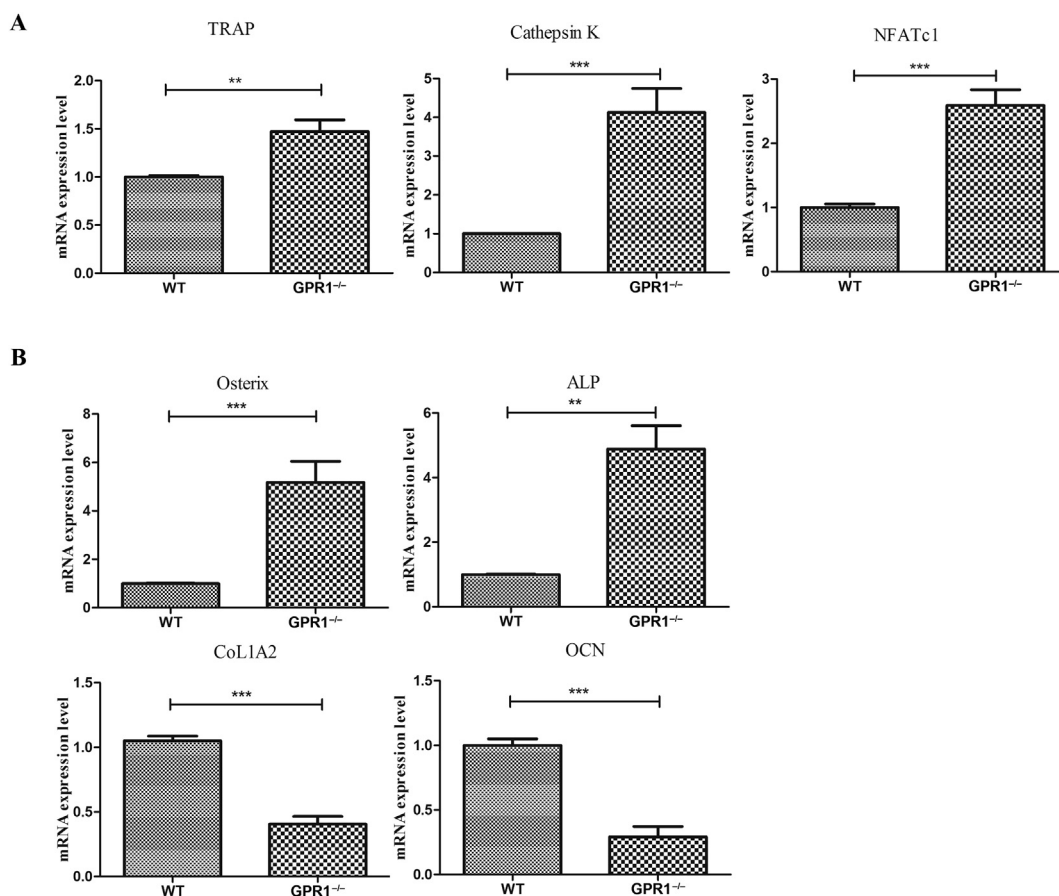 A
TRAP
mRNA expression level
2.0
1.5
1.0
0.5
0.0
**
WT
GPR1–/–
Cathepsin K
mRNA expression level
5
4
3
2
1
0
***
WT
GPR1–/–
NFATc1
mRNA expression level
3
2
1
0
***
WT
GPR1–/–
B
Osterix
mRNA expression level
8
6
4
2
0
***
WT
GPR1–/–
ALP
mRNA expression level
6
4
2
0
**
WT
GPR1–/–
CoL1A2
mRNA expression level
1.5
1.0
0.5
0.0
***
WT
GPR1–/–
OCN
mRNA expression level
1.5
1.0
0.5
0.0
***
WT
GPR1–/–